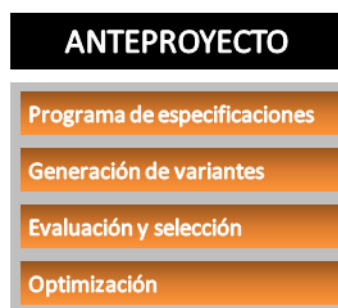 ANTEPROYECTO
Programa de especificaciones
Generación de variantes
Evaluación y selección
Optimización